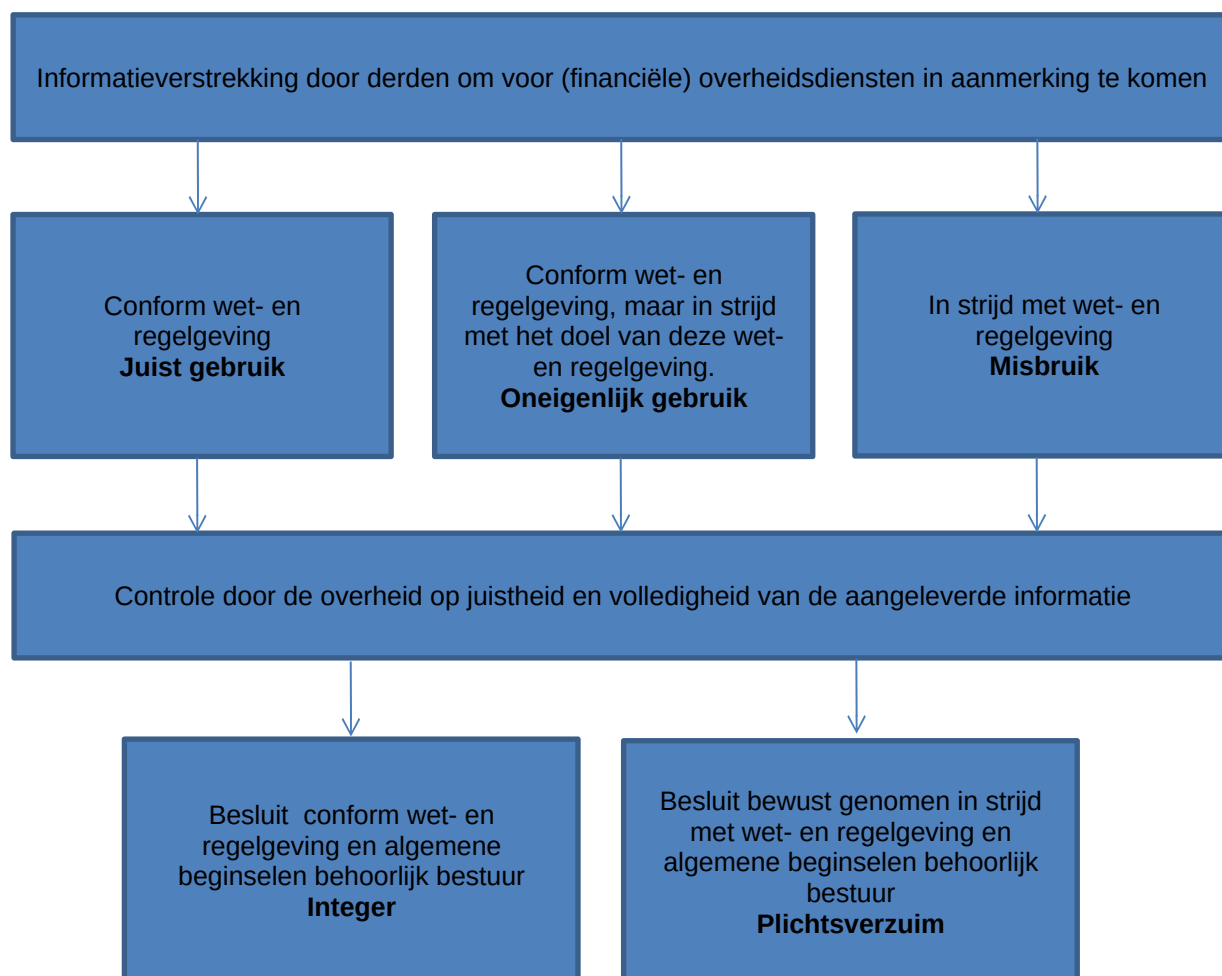 Informatieverstrekking door derden om voor (financiële) overheidsdiensten in aanmerking te komen
Conform wet- en
regelgeving
Juist gebruik
Conform wet- en
regelgeving, maar in strijd
met het doel van deze wet-
en regelgeving.
Oneigenlijk gebruik
In strijd met wet- en
regelgeving
Misbruik
Controle door de overheid op juistheid en volledigheid van de aangeleverde informatie
Besluit conform wet- en
regelgeving en algemene
beginselen behoorlijk bestuur
Integer
Besluit bewust genomen in strijd
met wet- en regelgeving en
algemene beginselen behoorlijk
bestuur
Plichtsverzuim